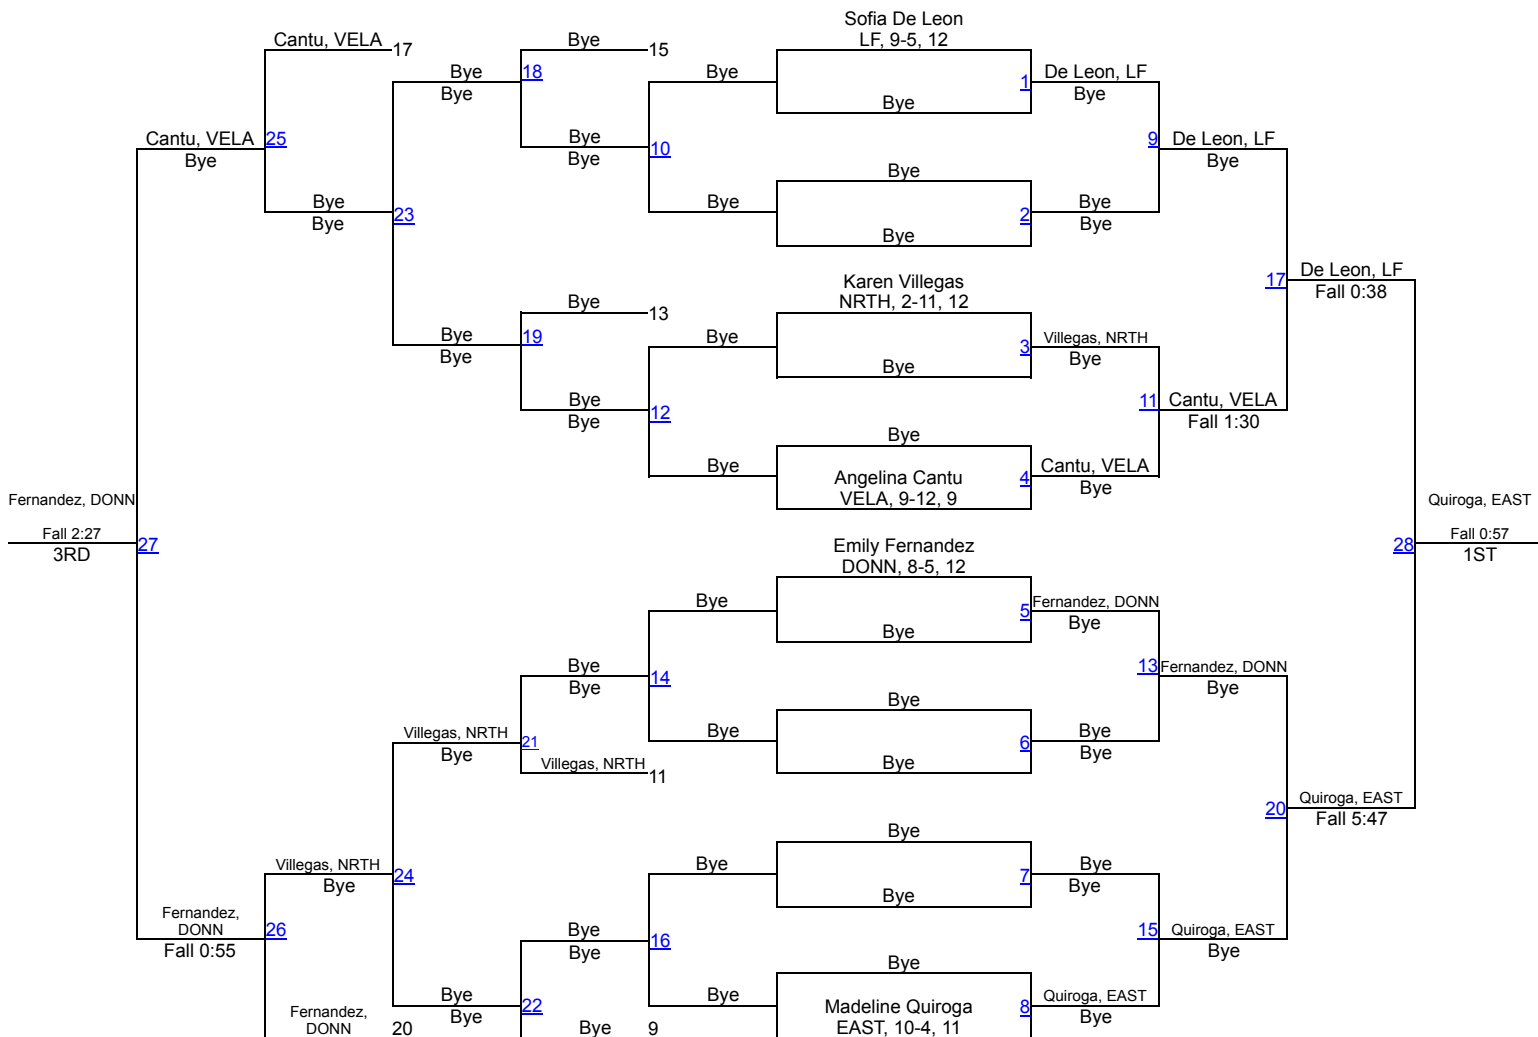 Sofia De Leon
LF, 9-5, 12
Cantu, VELA
17
Bye
15
Bye
18
Bye
1
De Leon, LF
Bye
Bye
Bye
Cantu, VELA
25
Bye
10
9
De Leon, LF
Bye
Bye
Bye
Bye
Bye
Bye
23
Bye
2
Bye
Bye
Bye
Bye
Karen Villegas
NRTH, 2-11, 12
17
De Leon, LF
Fall 0:38
Bye
13
Bye
19
Bye
3
Villegas, NRTH
Bye
Bye
Bye
Bye
12
11
Cantu, VELA
Bye
Fall 1:30
Bye
Bye
Angelina Cantu
VELA, 9-12, 9
4
Cantu, VELA
Bye
Fernandez, DONN
Fall 2:27
27
3RD
Quiroga, EAST
28
Fall 0:57
1ST
Emily Fernandez
DONN, 8-5, 12
Bye
5
Fernandez, DONN
Bye
Bye
Bye
14
13
Fernandez, DONN
Bye
Bye
Bye
Villegas, NRTH
21
Bye
6
Bye
Bye
Bye
Bye
Villegas, NRTH
11
20
Quiroga, EAST
Fall 5:47
Bye
Villegas, NRTH
24
Bye
7
Bye
Bye
Bye
Bye
Fernandez,
DONN
26
Fall 0:55
Bye
16
15
Quiroga, EAST
Bye
Bye
Bye
Bye
22
Bye
Madeline Quiroga
EAST, 10-4, 11
8
Quiroga, EAST
Bye
Bye
Fernandez,
DONN
20
Bye
9